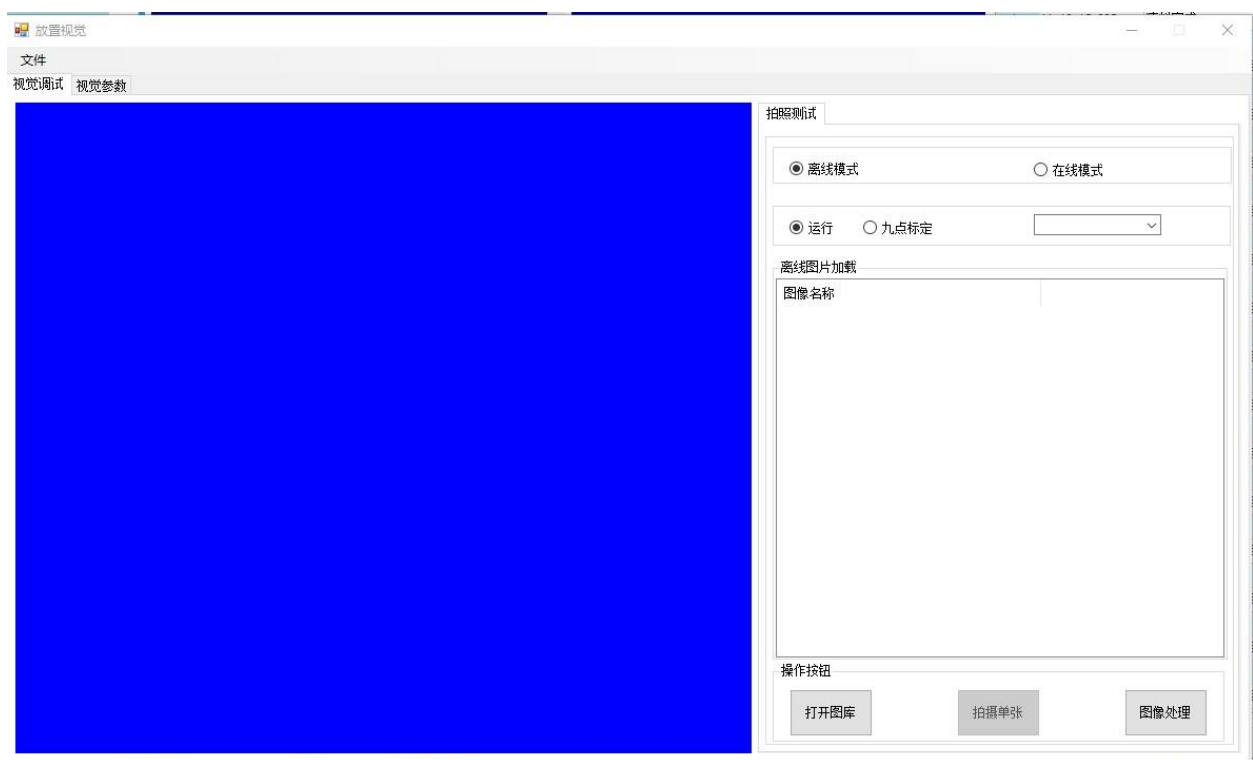 放置视觉
文件
视觉调试 视觉参数
拍照测试
离线模式 在线模式
运行 九点标定
离线图片加载
图像名称
操作按钮
打开图库 拍摄单张 图像处理